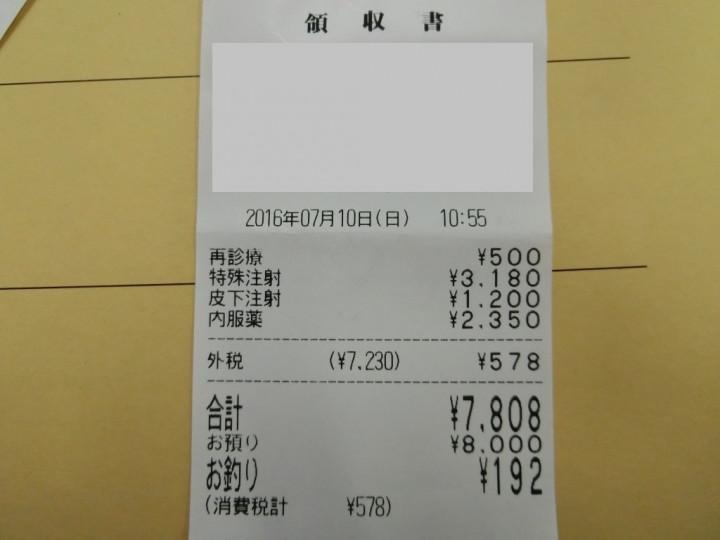 領収書
2016年07月10日(日) 10:55
再診療 ¥500
特殊注射 ¥3,180
皮下注射 ¥1,200
内服薬 ¥2,350
外税 (¥7,230) ¥578
合計 ¥7,808
お預り ¥8,000
お釣り ¥192
(消費税計 ¥578)